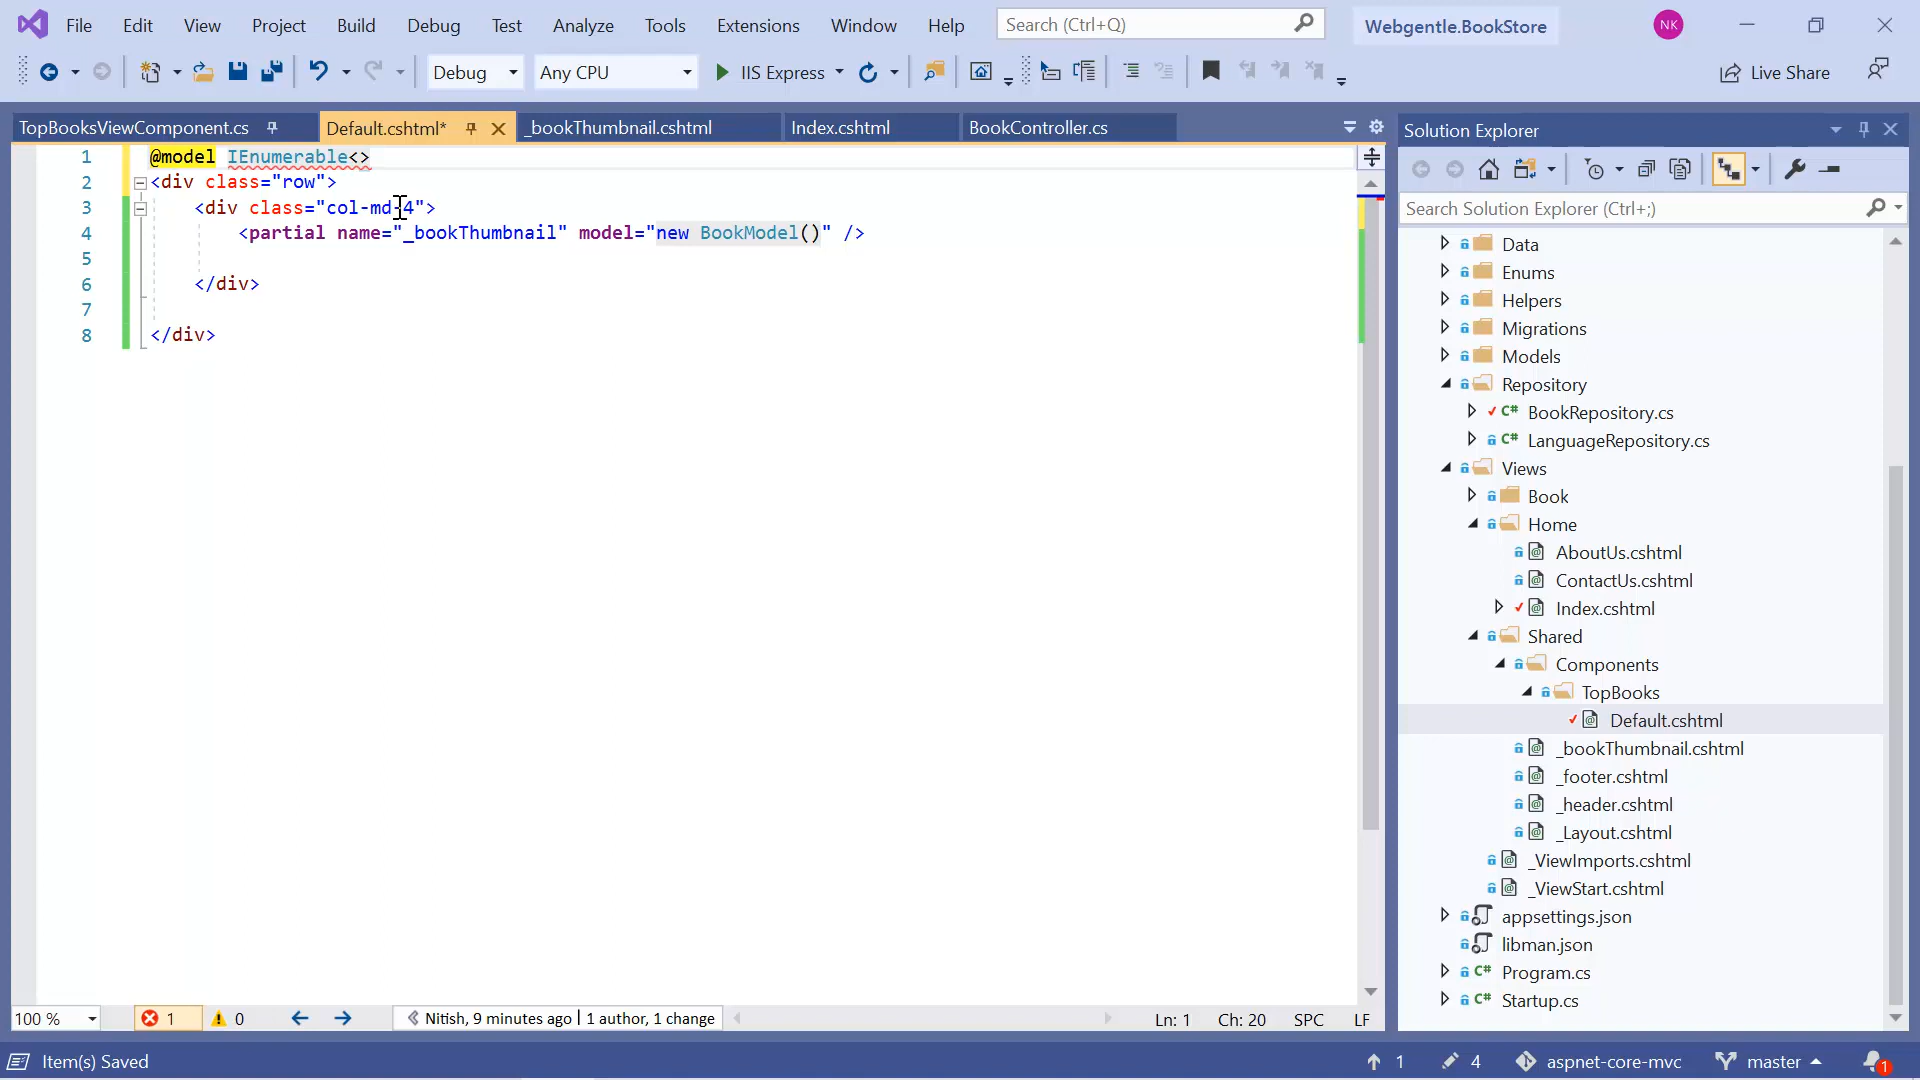 File Edit View Project Build Debug Test Analyze Tools Extensions Window Help Search (Ctrl+Q) Webgentle.BookStore NK
Debug Any CPU IIS Express Live Share
TopBooksViewComponent.cs Default.cshtml* _bookThumbnail.cshtml Index.cshtml BookController.cs
1 @model IEnumerable<>
2 <div class="row">
3 <div class="col-md-4">
4 <partial name="_bookThumbnail" model="new BookModel()" />
5
6 </div>
7
8 </div>
Solution Explorer
Search Solution Explorer (Ctrl+;)
Data
Enums
Helpers
Migrations
Models
Repository
C# BookRepository.cs
C# LanguageRepository.cs
Views
Book
Home
AboutUs.cshtml
ContactUs.cshtml
Index.cshtml
Shared
Components
TopBooks
Default.cshtml
_bookThumbnail.cshtml
_footer.cshtml
_header.cshtml
_Layout.cshtml
_ViewImports.cshtml
_ViewStart.cshtml
appsettings.json
libman.json
C# Program.cs
C# Startup.cs
100 % 1 0 Nitish, 9 minutes ago | 1 author, 1 change Ln: 1 Ch: 20 SPC LF
Item(s) Saved 1 4 aspnet-core-mvc master 1